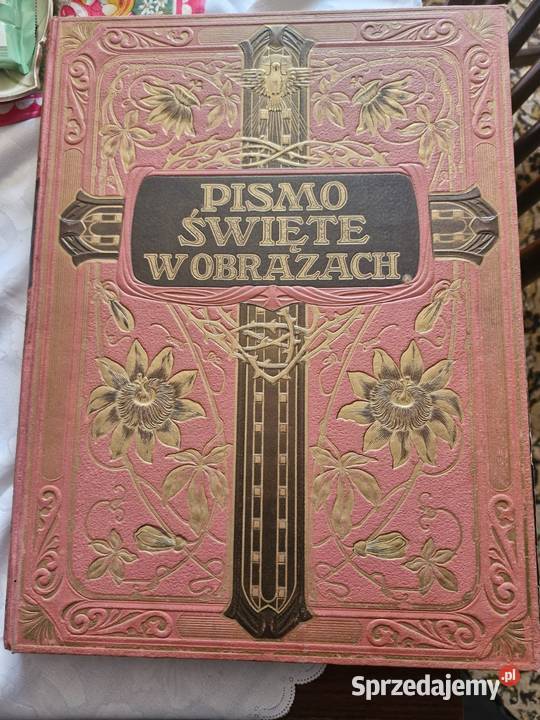 PISMO
ŚWIĘTE
W OBRAZACH
Sprzedajemy.pl